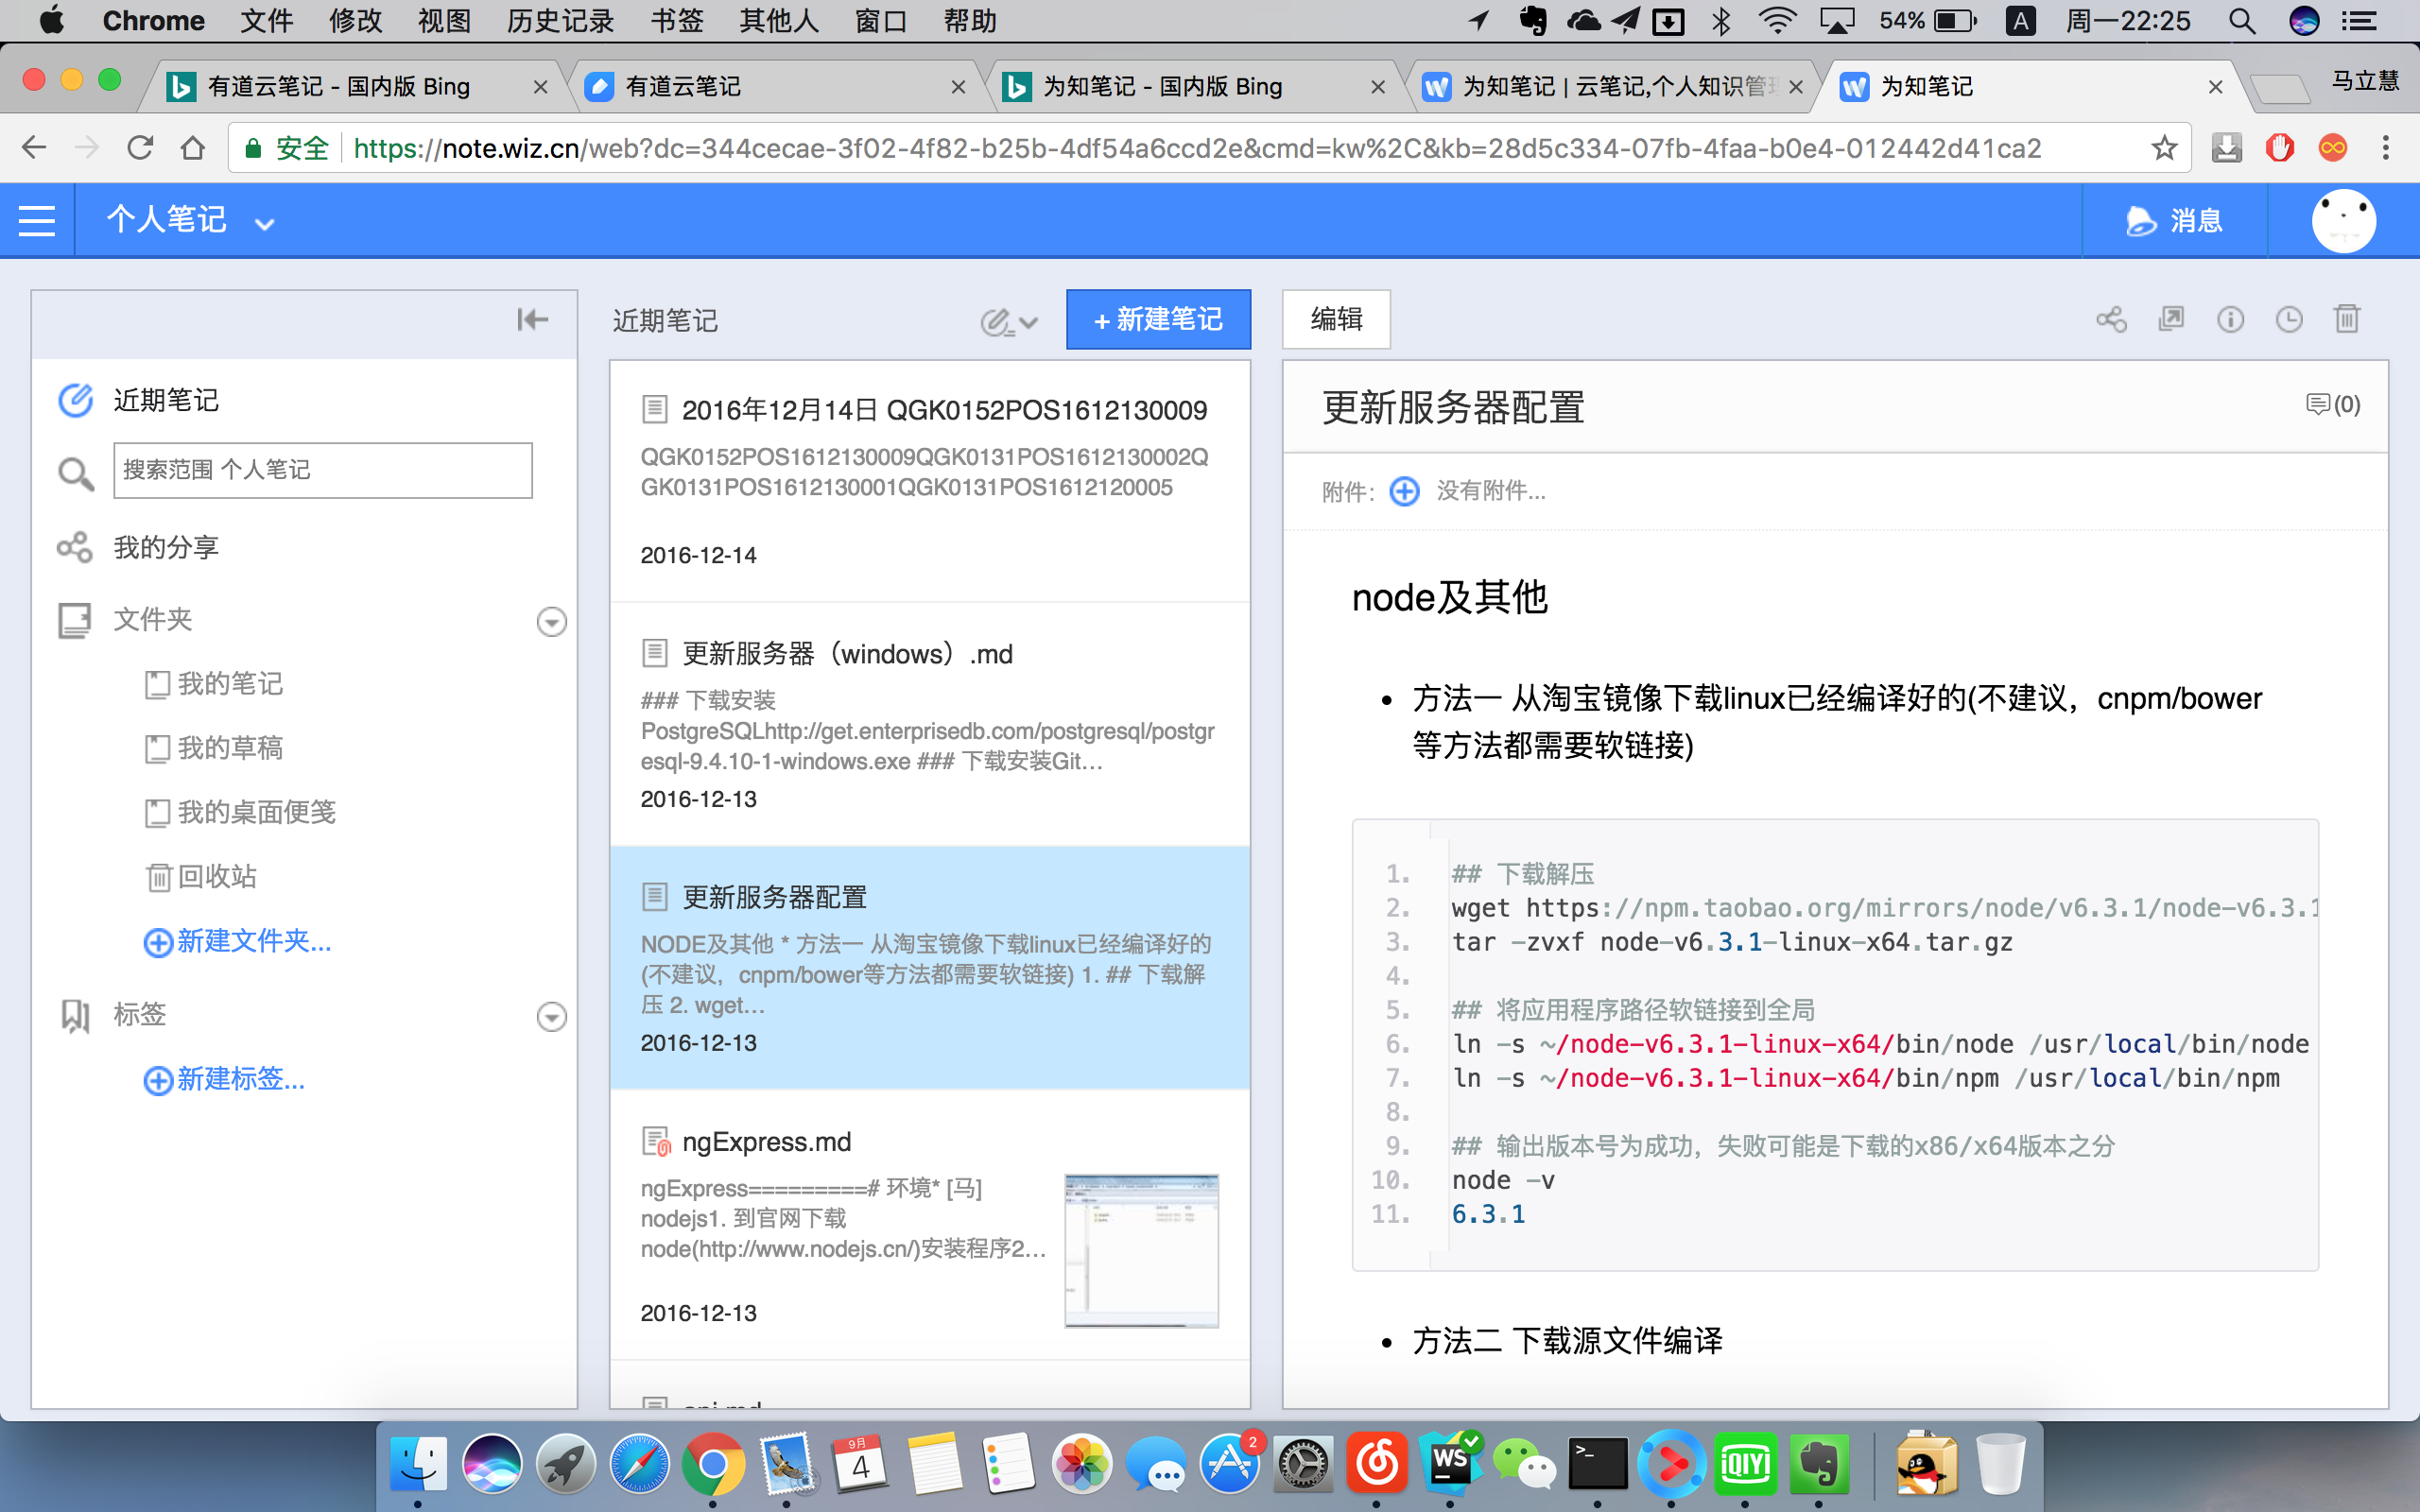 Chrome 文件 修改 视图 历史记录 书签 其他人 窗口 帮助
54% A 周一22:25
有道云笔记 - 国内版 Bing
有道云笔记
为知笔记 - 国内版 Bing
为知笔记 | 云笔记,个人知识管
为知笔记
马立慧
安全 https://note.wiz.cn/web?dc=344cecae-3f02-4f82-b25b-4df54a6ccd2e&cmd=kw%2C&kb=28d5c334-07fb-4faa-b0e4-012442d41ca2
个人笔记
消息
近期笔记
搜索范围 个人笔记
我的分享
文件夹
我的笔记
我的草稿
我的桌面便笺
回收站
新建文件夹...
标签
新建标签...
近期笔记
+ 新建笔记
2016年12月14日 QGK0152POS1612130009
QGK0152POS1612130009QGK0131POS1612130002Q
GK0131POS1612130001QGK0131POS1612120005
2016-12-14
更新服务器（windows）.md
### 下载安装
PostgreSQLhttp://get.enterprisedb.com/postgresql/postgr
esql-9.4.10-1-windows.exe ### 下载安装Git...
2016-12-13
更新服务器配置
NODE及其他 * 方法一 从淘宝镜像下载linux已经编译好的
(不建议，cnpm/bower等方法都需要软链接) 1. ## 下载解
压 2. wget...
2016-12-13
ngExpress.md
ngExpress=========# 环境* [马]
nodejs1. 到官网下载
node(http://www.nodejs.cn/)安装程序2...
2016-12-13
编辑
更新服务器配置
(0)
附件: 没有附件...
node及其他
• 方法一 从淘宝镜像下载linux已经编译好的(不建议，cnpm/bower
等方法都需要软链接)
1. ## 下载解压
2. wget https://npm.taobao.org/mirrors/node/v6.3.1/node-v6.3.1
3. tar -zvxf node-v6.3.1-linux-x64.tar.gz
4.
5. ## 将应用程序路径软链接到全局
6. ln -s ~/node-v6.3.1-linux-x64/bin/node /usr/local/bin/node
7. ln -s ~/node-v6.3.1-linux-x64/bin/npm /usr/local/bin/npm
8.
9. ## 输出版本号为成功，失败可能是下载的x86/x64版本之分
10. node -v
11. 6.3.1
• 方法二 下载源文件编译
9月
4
2
WS
>_
iQIYI